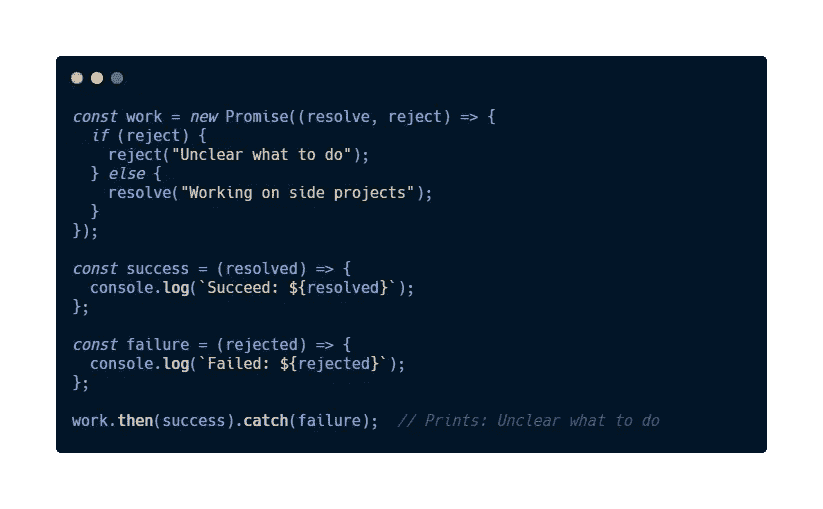 const work = new Promise((resolve, reject) => {
  if (reject) {
    reject("Unclear what to do");
  } else {
    resolve("Working on side projects");
  }
});

const success = (resolved) => {
  console.log(`Succeed: ${resolved}`);
};

const failure = (rejected) => {
  console.log(`Failed: ${rejected}`);
};

work.then(success).catch(failure);  // Prints: Unclear what to do